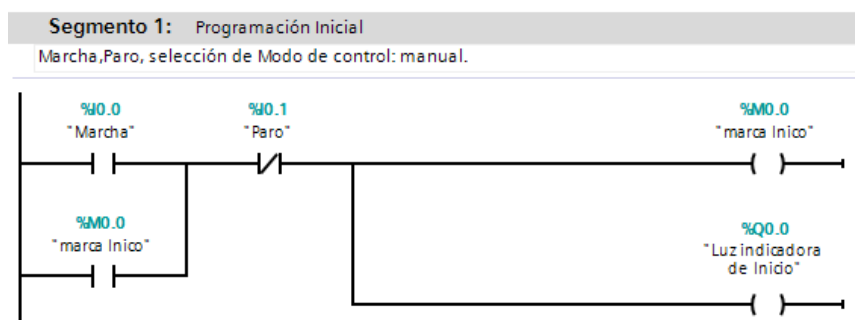 Segmento 1: Programación Inicial
Marcha,Paro, selección de Modo de control: manual.
%I0.0
"Marcha"
%I0.1
"Paro"
%M0.0
"marca Inico"
%M0.0
"marca Inico"
%Q0.0
"Luz indicadora
de Inicio"